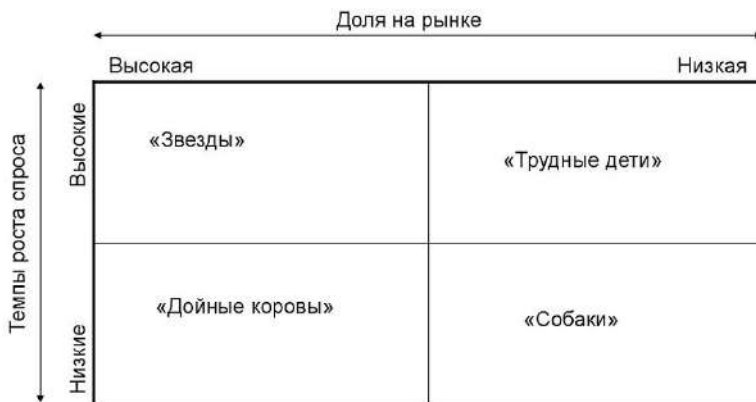 Доля на рынке
Высокая Низкая
Темпы роста спроса
Высокие
«Звезды»
«Трудные дети»
Низкие
«Дойные коровы»
«Собаки»